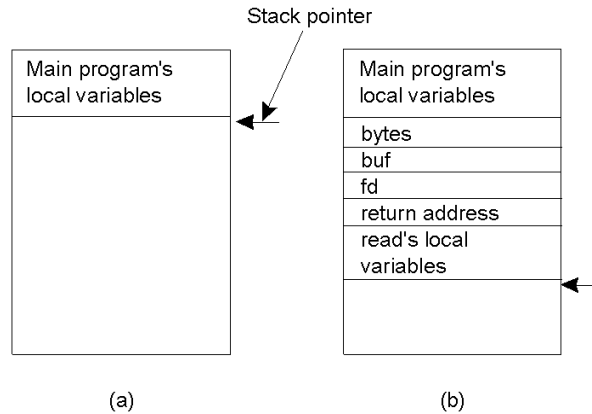 Stack pointer
Main program's
local variables
(a)
Main program's
local variables
bytes
buf
fd
return address
read's local
variables
(b)